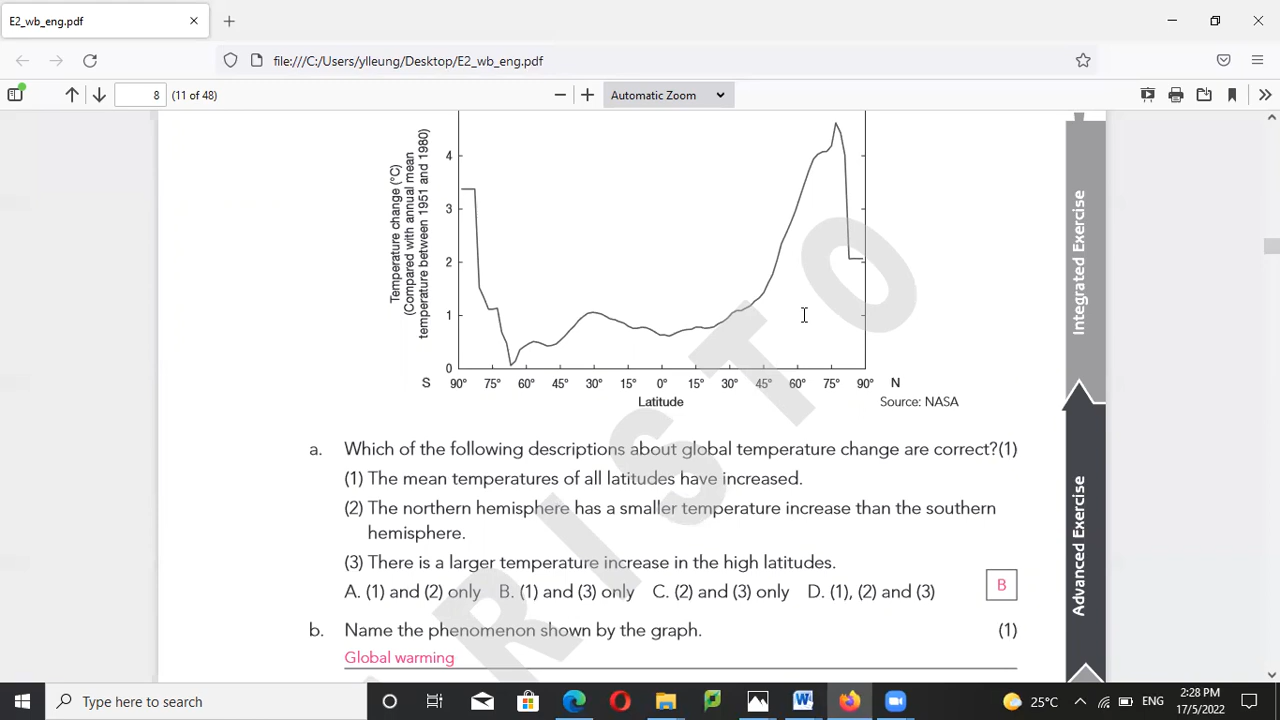 E2_wb_eng.pdf
file:///C:/Users/ylleung/Desktop/E2_wb_eng.pdf
8 (11 of 48) Automatic Zoom
Temperature change (°C)
(Compared with annual mean
temperature between 1951 and 1980)
4
3
2
1
0
S 90° 75° 60° 45° 30° 15° 0° 15° 30° 45° 60° 75° 90° N
Latitude
Source: NASA
a. Which of the following descriptions about global temperature change are correct?(1)
(1) The mean temperatures of all latitudes have increased.
(2) The northern hemisphere has a smaller temperature increase than the southern
hemisphere.
(3) There is a larger temperature increase in the high latitudes.
A. (1) and (2) only B. (1) and (3) only C. (2) and (3) only D. (1), (2) and (3)
B
b. Name the phenomenon shown by the graph. (1)
Global warming
RISTO
Integrated Exercise
Advanced Exercise
Type here to search
25°C
ENG
2:28 PM
17/5/2022